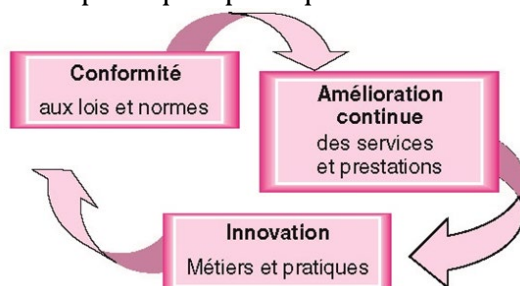 Conformité
aux lois et normes
Amélioration
continue
des services
et prestations
Innovation
Métiers et pratiques